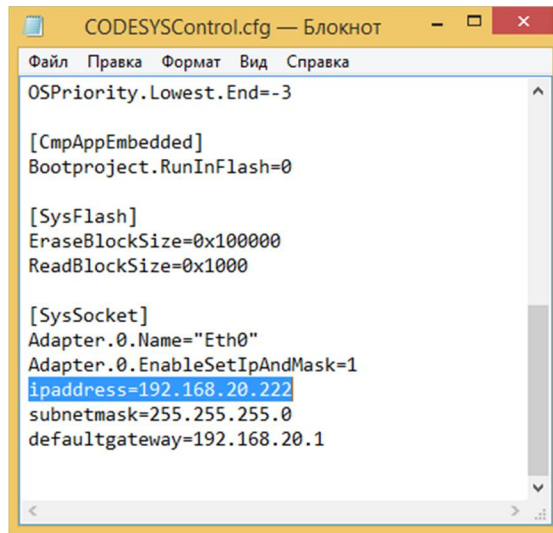 CODESYSControl.cfg — Блокнот
Файл Правка Формат Вид Справка
OSPriority.Lowest.End=-3
[CmpAppEmbedded]
Bootproject.RunInFlash=0
[SysFlash]
EraseBlockSize=0x100000
ReadBlockSize=0x1000
[SysSocket]
Adapter.0.Name="Eth0"
Adapter.0.EnableSetIpAndMask=1
ipaddress=192.168.20.222
subnetmask=255.255.255.0
defaultgateway=192.168.20.1